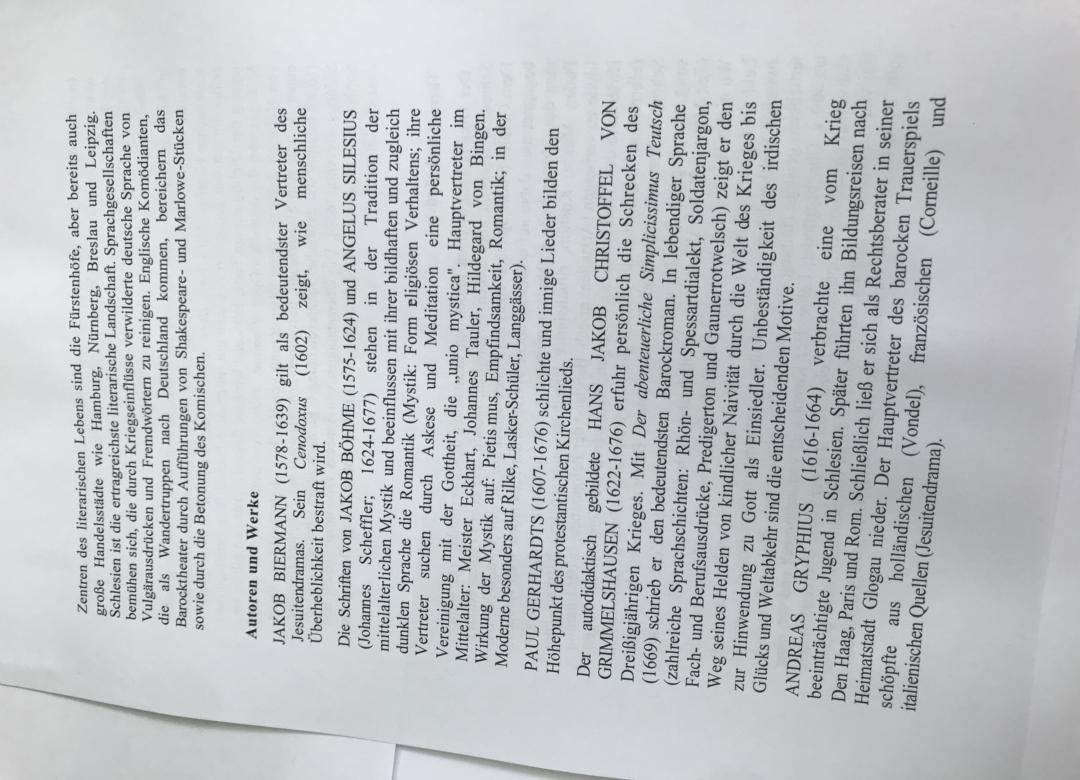 Zentren des literarischen Lebens sind die Fürstenhöfe, aber bereits auch
große Handelsstädte wie Hamburg, Nürnberg, Breslau und Leipzig.
Schlesien ist die ertragreichste literarische Landschaft. Sprachgesellschaften
bemühen sich, die durch Kriegseinflüsse verwilderte deutsche Sprache von
Vulgärausdrücken und Fremdwörtern zu reinigen. Englische Komödianten,
die als Wandertruppen nach Deutschland kommen, bereichern das
Barocktheater durch Aufführungen von Shakespeare- und Marlowe-Stücken
sowie durch die Betonung des Komischen.
Autoren und Werke
JAKOB BIERMANN (1578-1639) gilt als bedeutendster Vertreter des
Jesuitendramas. Sein Cenodoxus (1602) zeigt, wie menschliche
Überheblichkeit bestraft wird.
Die Schriften von JAKOB BÖHME (1575-1624) und ANGELUS SILESIUS
(Johannes Scheffler; 1624-1677) stehen in der Tradition der
mittelalterlichen Mystik und beeinflussen mit ihrer bildhaften und zugleich
dunklen Sprache die Romantik (Mystik: Form eligiösen Verhaltens; ihre
Vertreter suchen durch Askese und Meditation eine persönliche
Vereinigung mit der Gottheit, die „unio mystica". Hauptvertreter im
Mittelalter: Meister Eckhart, Johannes Tauler, Hildegard von Bingen.
Wirkung der Mystik auf: Pietis mus, Empfindsamkeit, Romantik; in der
Moderne besonders auf Rilke, Lasker-Schüler, Langgässer).
PAUL GERHARDTS (1607-1676) schlichte und innige Lieder bilden den
Höhepunkt des protestantischen Kirchenlieds.
Der autodidaktisch gebildete HANS JAKOB CHRISTOFFEL VON
GRIMMELSHAUSEN (1622-1676) erfuhr persönlich die Schrecken des
Dreißigjährigen Krieges. Mit Der abenteuerliche Simplicissimus Teutsch
(1669) schrieb er den bedeutendsten Barockroman. In lebendiger Sprache
(zahlreiche Sprachschichten: Rhön- und Spessartdialekt, Soldatenjargon,
Fach- und Berufsausdrücke, Predigerton und Gaunerrotwelsch) zeigt er den
Weg seines Helden von kindlicher Naivität durch die Welt des Krieges bis
zur Hinwendung zu Gott als Einsiedler. Unbeständigkeit des irdischen
Glücks und Weltabkehr sind die entscheidenden Motive.
ANDREAS GRYPHIUS (1616-1664) verbrachte eine vom Krieg
beeinträchtigte Jugend in Schlesien. Später führten ihn Bildungsreisen nach
Den Haag, Paris und Rom. Schließlich ließ er sich als Rechtsberater in seiner
Heimatstadt Glogau nieder. Der Hauptvertreter des barocken Trauerspiels
schöpfte aus holländischen (Vondel), französischen (Corneille) und
italienischen Quellen (Jesuitendrama).